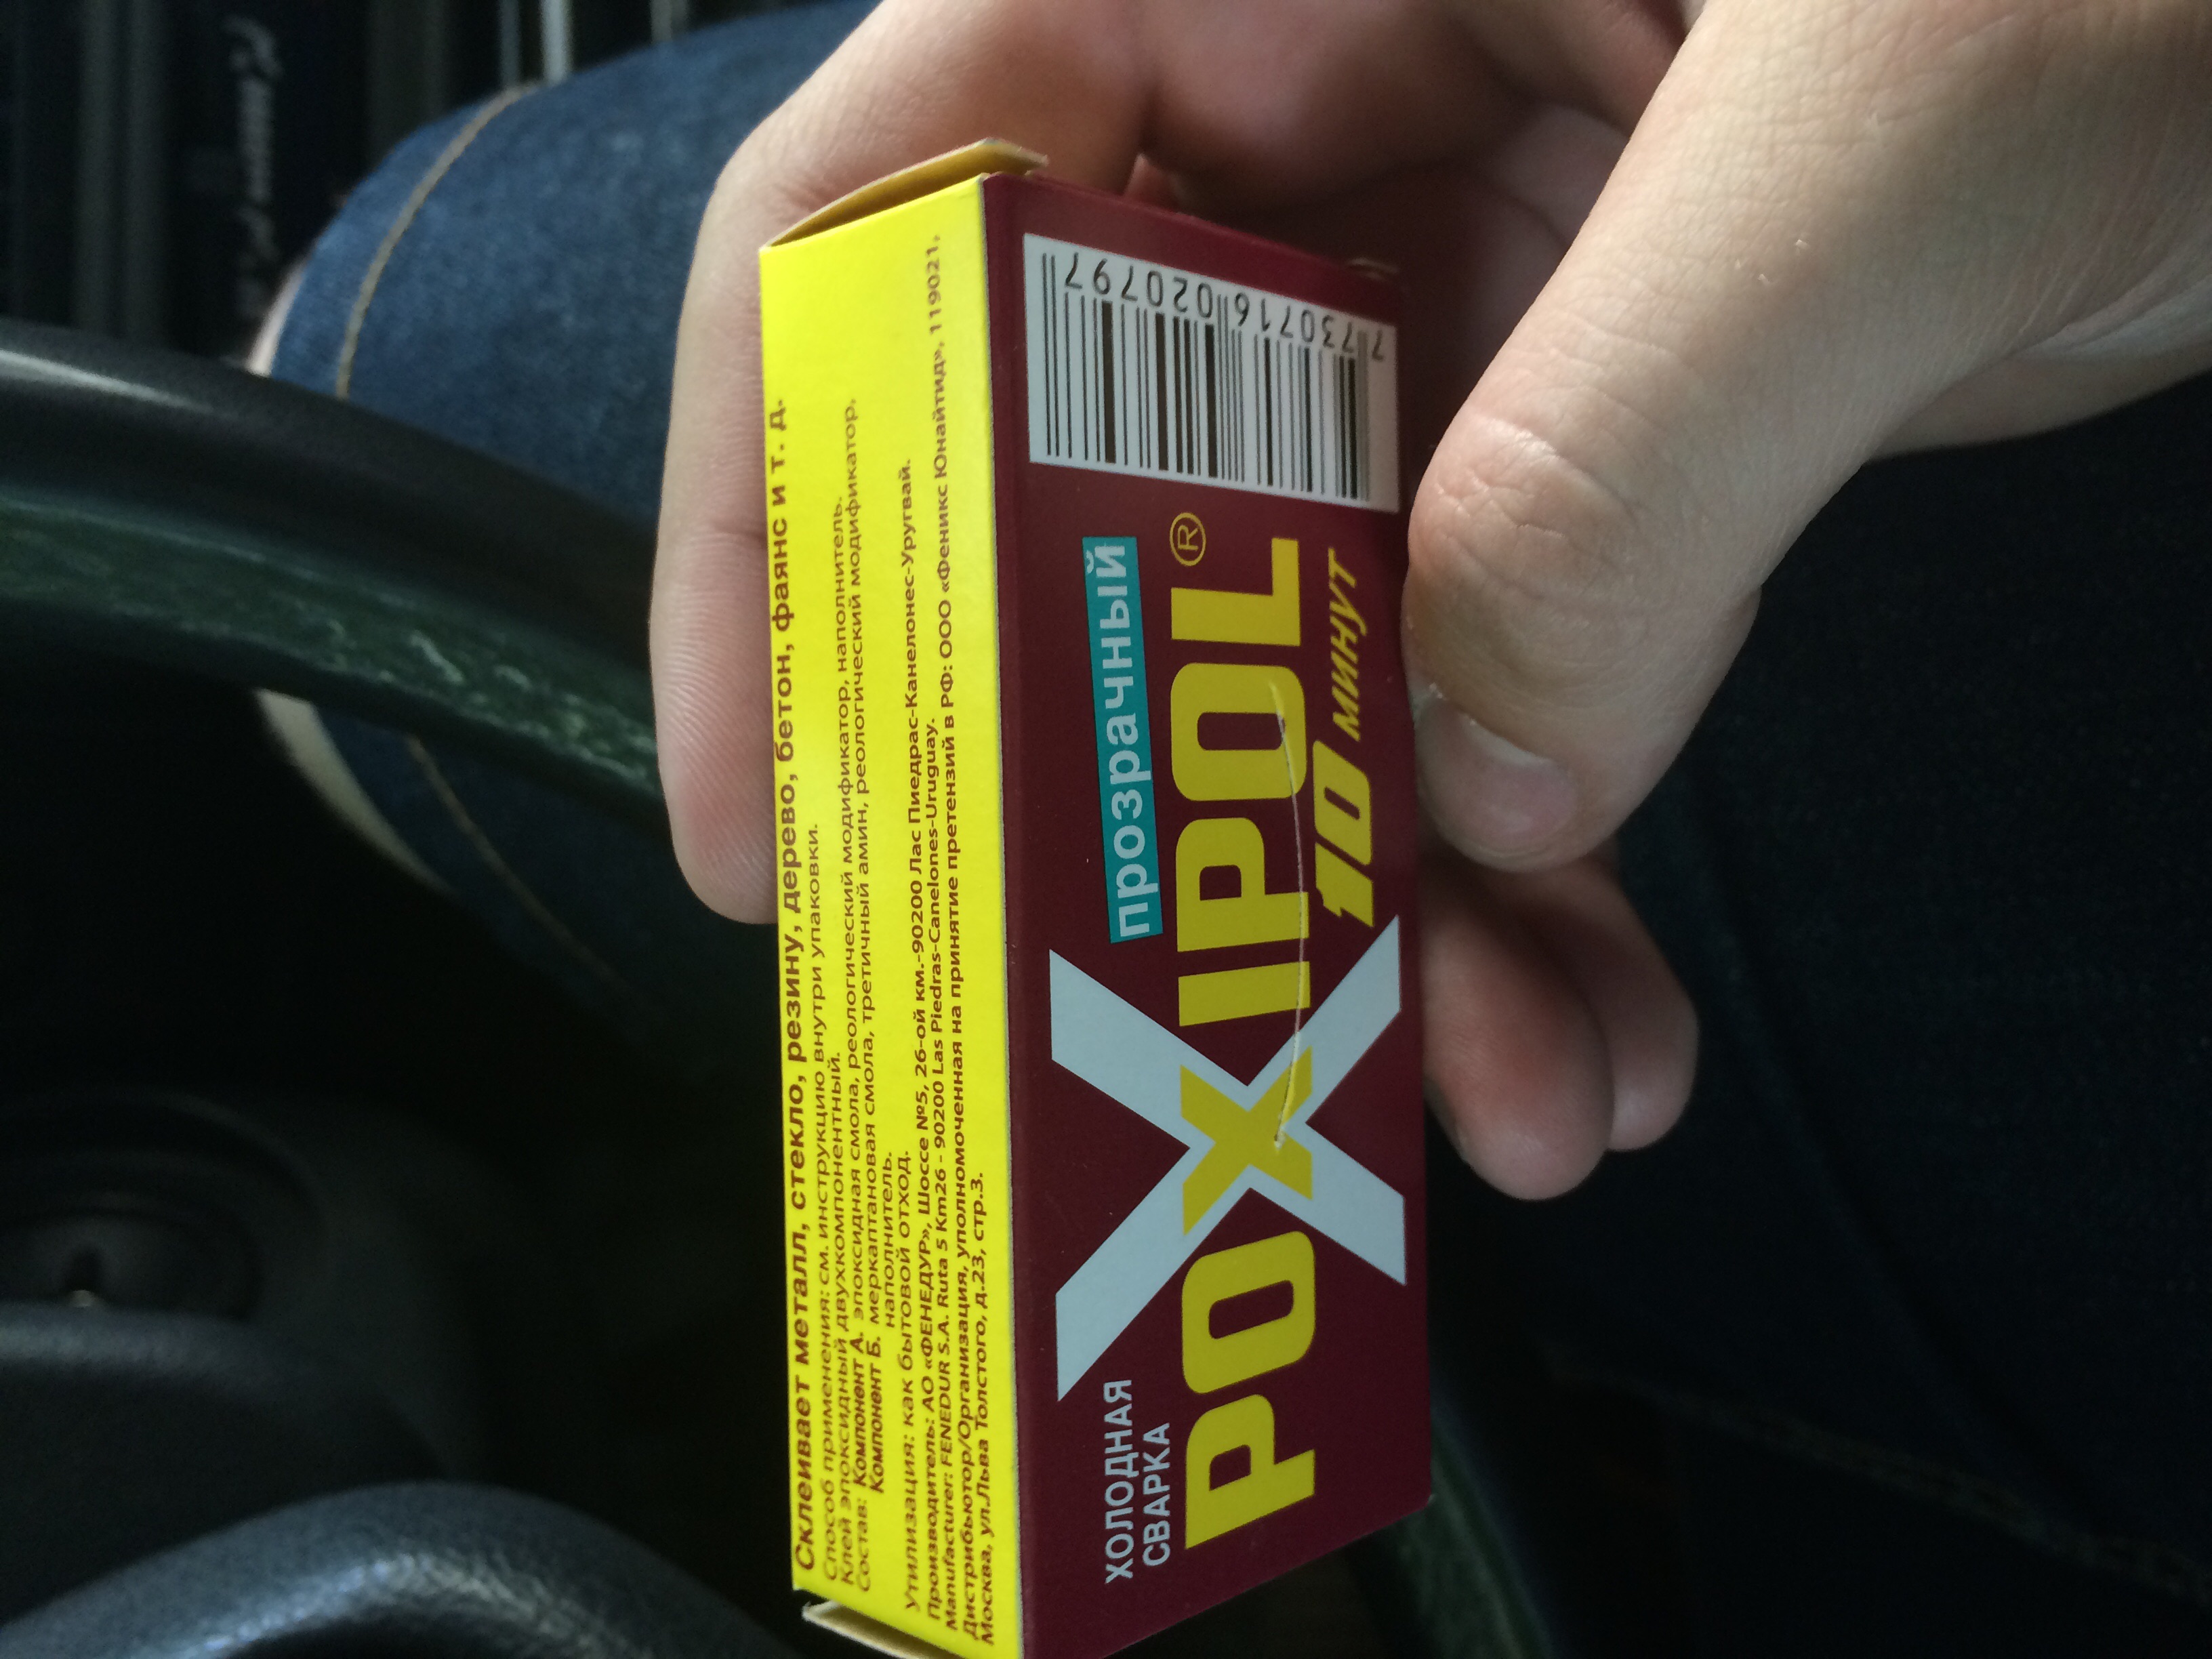 Склеивает металл, стекло, резину, дерево, бетон, фаянс и т. д.
Способ применения: см. инструкцию внутри упаковки.
Клей эпоксидный двухкомпонентный.
Состав: Компонент А. эпоксидная смола, реологический модификатор, наполнитель.
Компонент Б. меркаптановая смола, третичный амин, реологический модификатор,
наполнитель.
Утилизация: как бытовой отход.
Производитель: АО «ФЕНЕДУР», Шоссе №5, 26-ой км.-90200 Лас Пиедрас-Канелонес-Уругвай.
Manufacturer: FENEDUR S.A. Ruta 5 Km26 - 90200 Las Piedras-Canelones-Uruguay.
Дистрибьютор/Организация, уполномоченная на принятие претензий в РФ: ООО «Феникс Юнайтид», 119021,
Москва, ул.Льва Толстого, д.23, стр.3.
ХОЛОДНАЯ
СВАРКА
прозрачный
POXIPOL®
10 минут
7 730716 020797